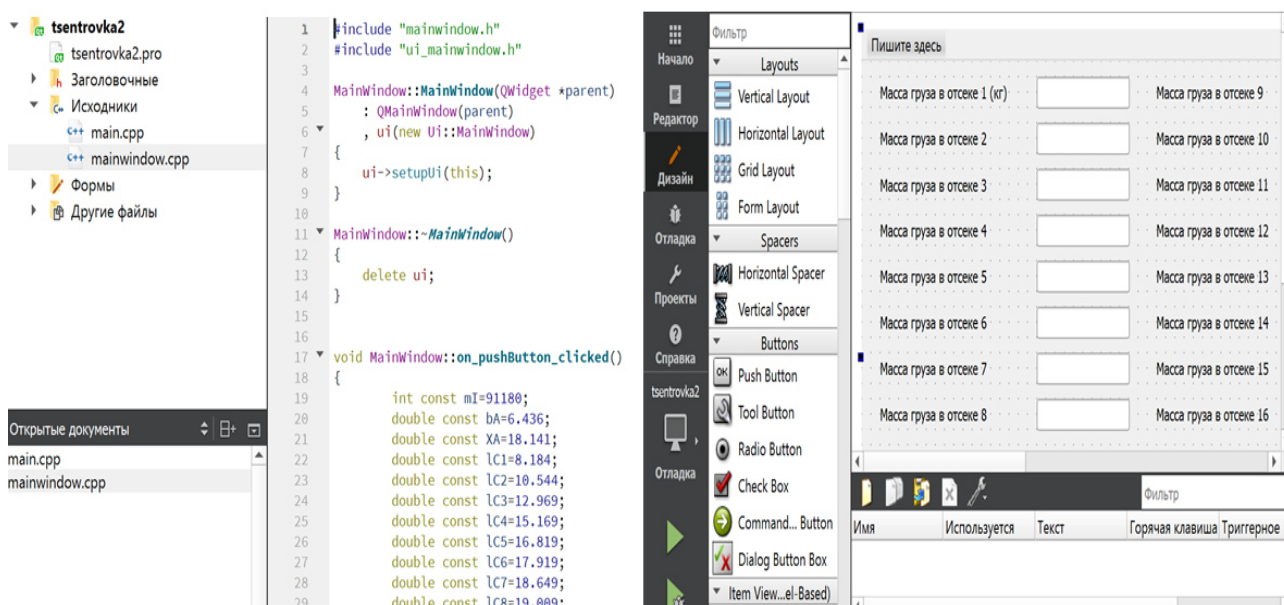 tsentrovka2
tsentrovka2.pro
Заголовочные
Исходники
main.cpp
mainwindow.cpp
Формы
Другие файлы
Открытые документы
main.cpp
mainwindow.cpp
1 #include "mainwindow.h"
2 #include "ui_mainwindow.h"
3
4 MainWindow::MainWindow(QWidget *parent)
5 : QMainWindow(parent)
6 , ui(new Ui::MainWindow)
7 {
8 ui->setupUi(this);
9 }
10
11 MainWindow::~MainWindow()
12 {
13 delete ui;
14 }
15
16
17 void MainWindow::on_pushButton_clicked()
18 {
19 int const mI=91180;
20 double const bA=6.436;
21 double const XA=18.141;
22 double const lC1=8.184;
23 double const lC2=10.544;
24 double const lC3=12.969;
25 double const lC4=15.169;
26 double const lC5=16.819;
27 double const lC6=17.919;
28 double const lC7=18.649;
29 double const lC8=19.009;
Начало
Редактор
Дизайн
Отладка
Проекты
Справка
tsentrovka2
Отладка
Фильтр
Layouts
Vertical Layout
Horizontal Layout
Grid Layout
Form Layout
Spacers
Horizontal Spacer
Vertical Spacer
Buttons
OK Push Button
Tool Button
Radio Button
Check Box
Command... Button
Dialog Button Box
Item View...el-Based)
Пишите здесь
Масса груза в отсеке 1 (кг) Масса груза в отсеке 9
Масса груза в отсеке 2 Масса груза в отсеке 10
Масса груза в отсеке 3 Масса груза в отсеке 11
Масса груза в отсеке 4 Масса груза в отсеке 12
Масса груза в отсеке 5 Масса груза в отсеке 13
Масса груза в отсеке 6 Масса груза в отсеке 14
Масса груза в отсеке 7 Масса груза в отсеке 15
Масса груза в отсеке 8 Масса груза в отсеке 16
Фильтр
Имя Используется Текст Горячая клавиша Триггерное